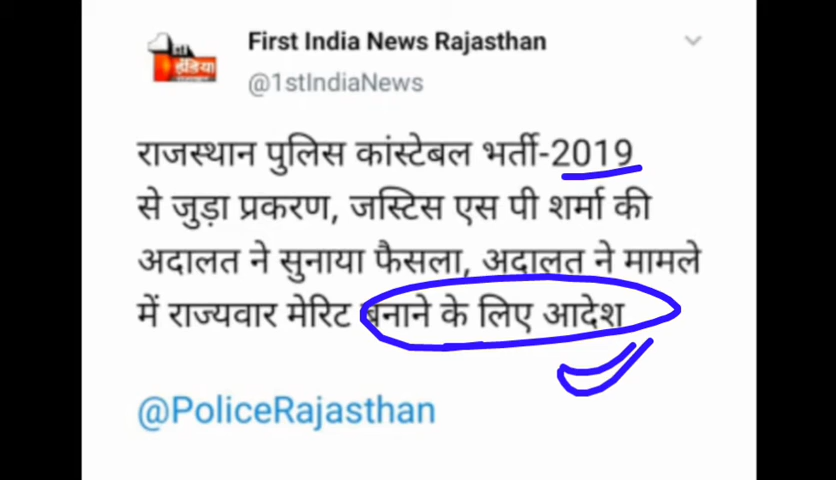 First India News Rajasthan
इंडिया
@1stIndiaNews
राजस्थान पुलिस कांस्टेबल भर्ती-2019
से जुड़ा प्रकरण, जस्टिस एस पी शर्मा की
अदालत ने सुनाया फैसला, अदालत ने मामले
में राज्यवार मेरिट बनाने के लिए आदेश
@PoliceRajasthan